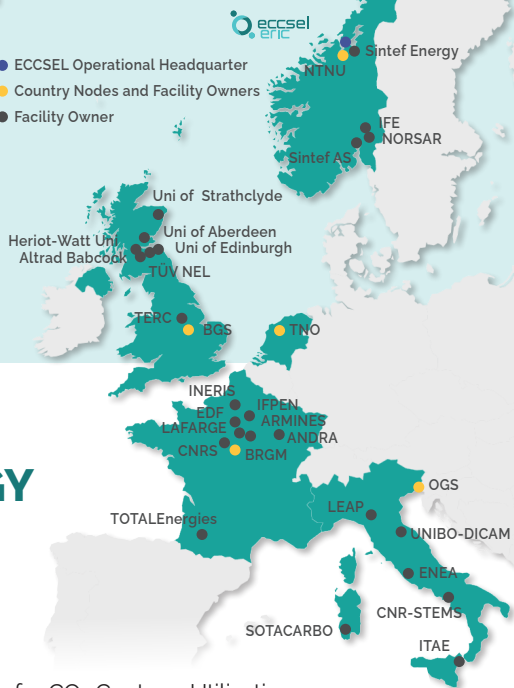 eccsel
eric
ECCSEL Operational Headquarter
Country Nodes and Facility Owners
Facility Owner
Sintef Energy
NTNU
IFE
NORSAR
Sintef AS
Uni of Strathclyde
Uni of Aberdeen
Heriot-Watt Uni
Uni of Edinburgh
Altrad Babcock
TÜV NEL
TERC
BGS
TNO
INERIS
IFPEN
EDF
ARMINES
LAFARGE
ANDRA
CNRS
BRGM
GY
OGS
LEAP
TOTALEnergies
UNIBO-DICAM
ENEA
CNR-STEMS
SOTACARBO
ITAE